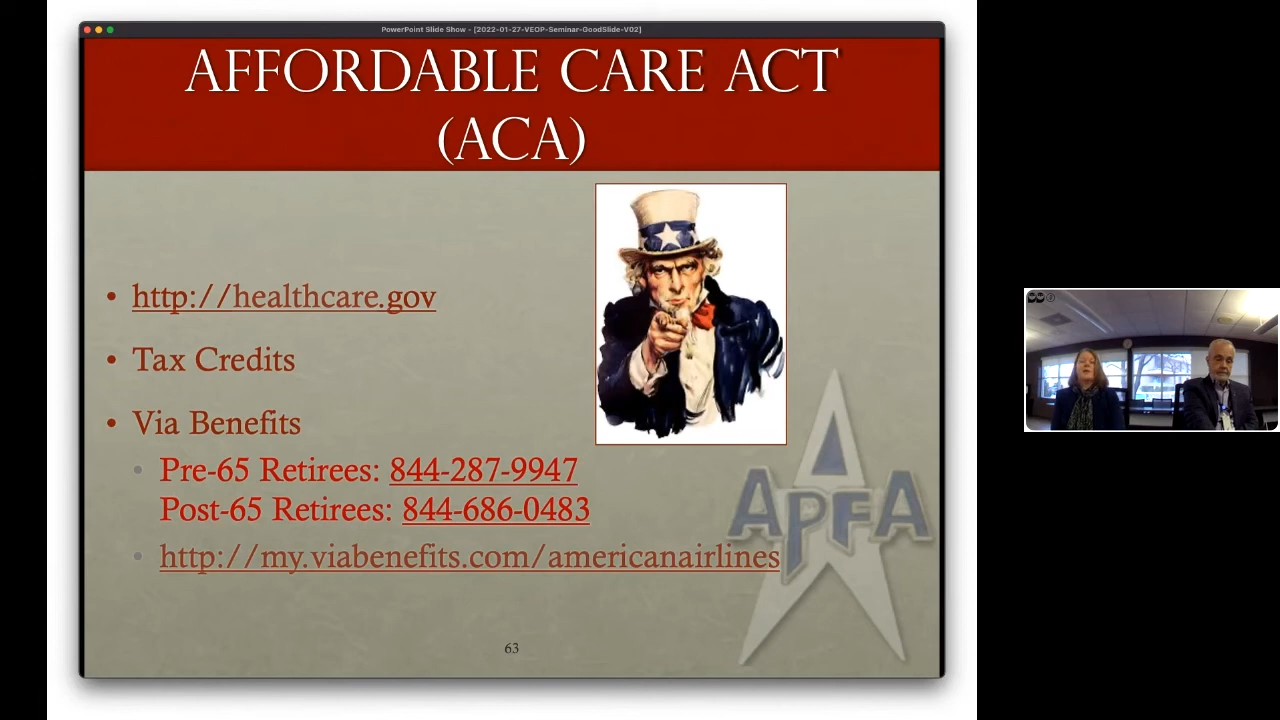 PowerPoint Slide Show - [2022-01-27-VEOP-Seminar-GoodSlide-V02]
AFFORDABLE CARE ACT
(ACA)
• http://healthcare.gov
• Tax Credits
• Via Benefits
• Pre-65 Retirees: 844-287-9947
Post-65 Retirees: 844-686-0483
• http://my.viabenefits.com/americanairlines
APFA
63